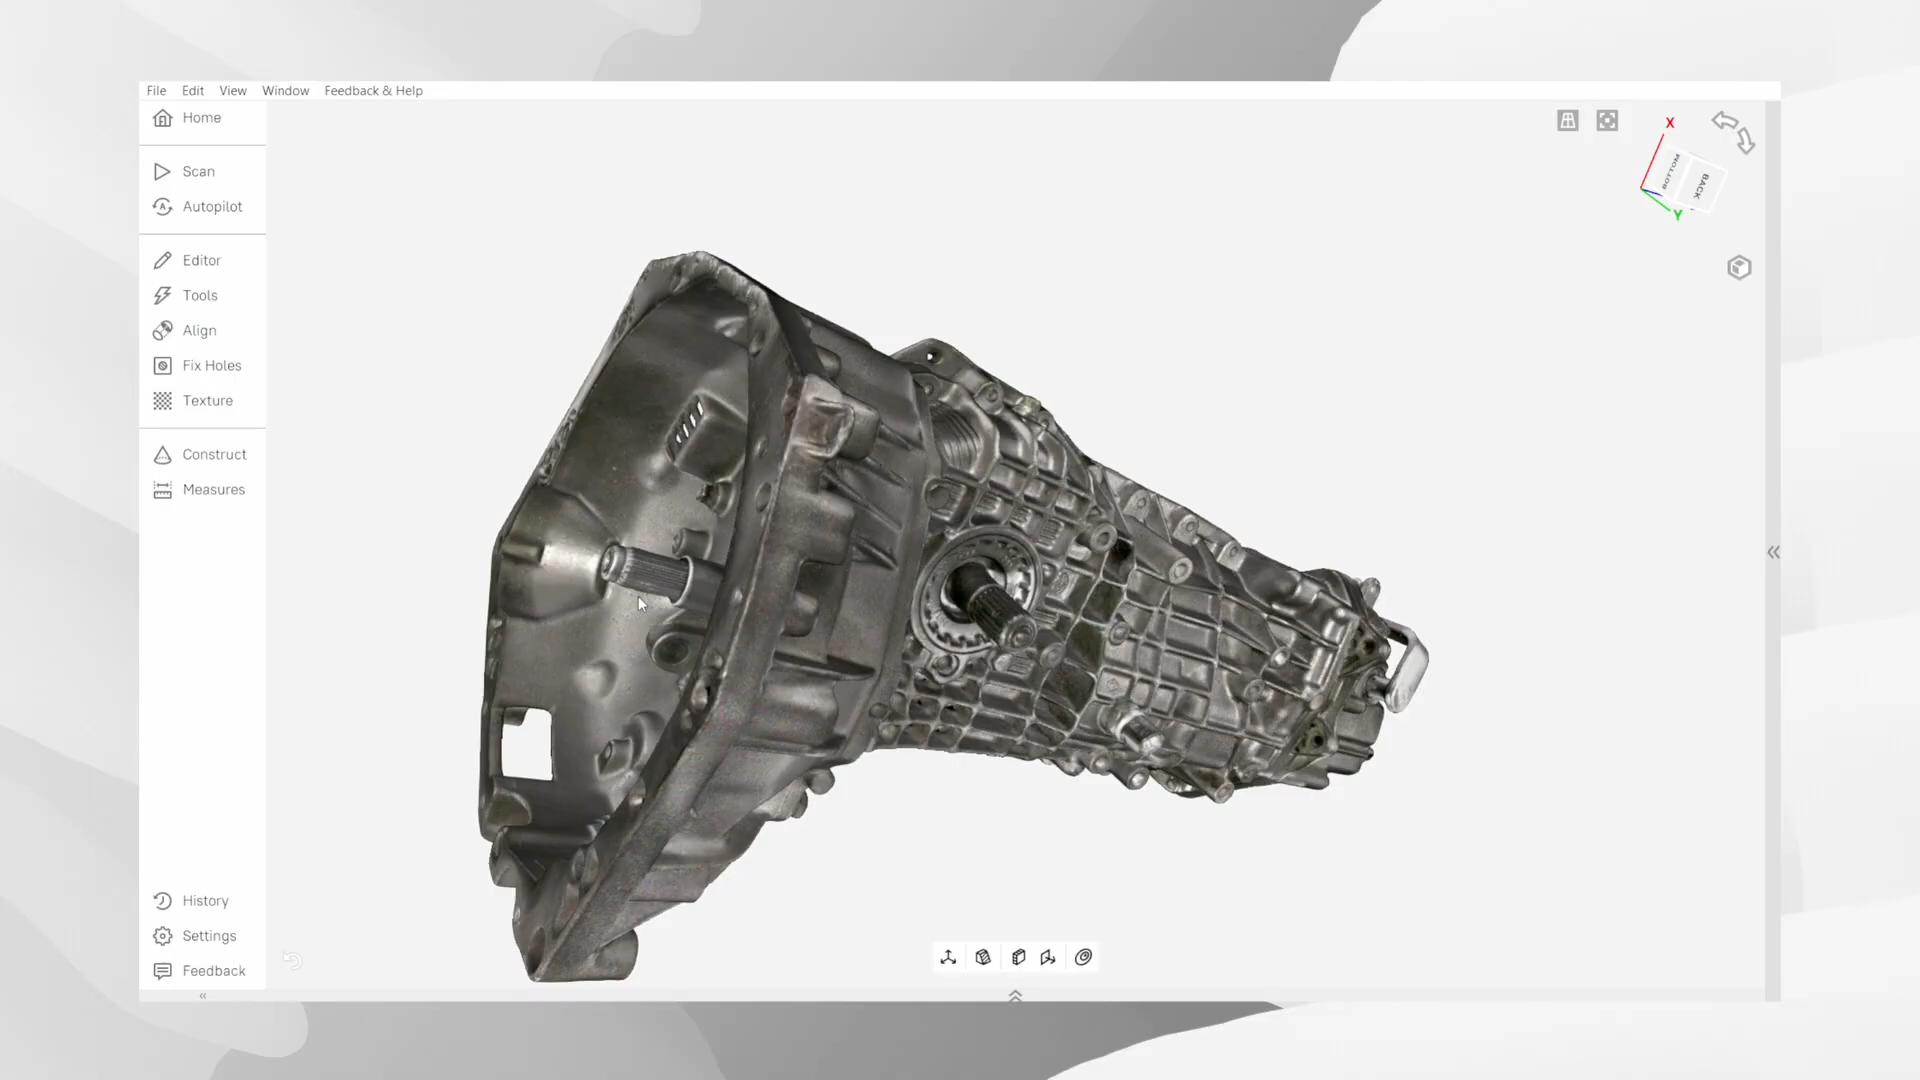 File Edit View Window Feedback & Help
Home
Scan
Autopilot
Editor
Tools
Align
Fix Holes
Texture
Construct
Measures
History
Settings
Feedback
X
BOTTOM
BACK
Y